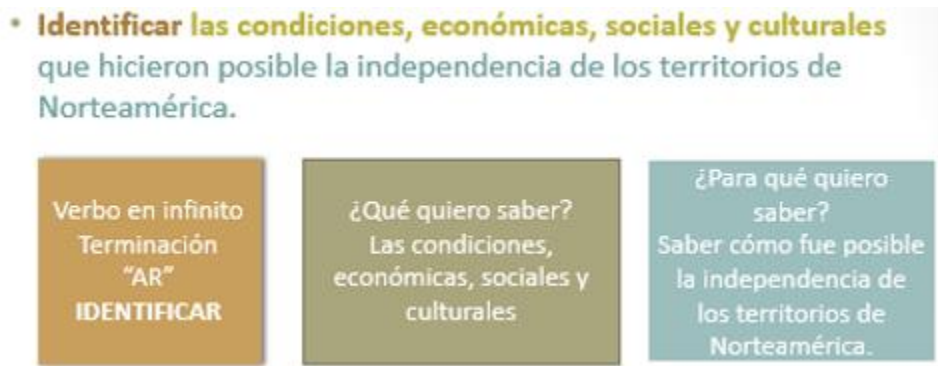 • Identificar las condiciones, económicas, sociales y culturales
que hicieron posible la independencia de los territorios de
Norteamérica.
Verbo en infinito
Terminación
“AR”
IDENTIFICAR
¿Qué quiero saber?
Las condiciones,
económicas, sociales y
culturales
¿Para qué quiero
saber?
Saber cómo fue posible
la independencia de
los territorios de
Norteamérica.